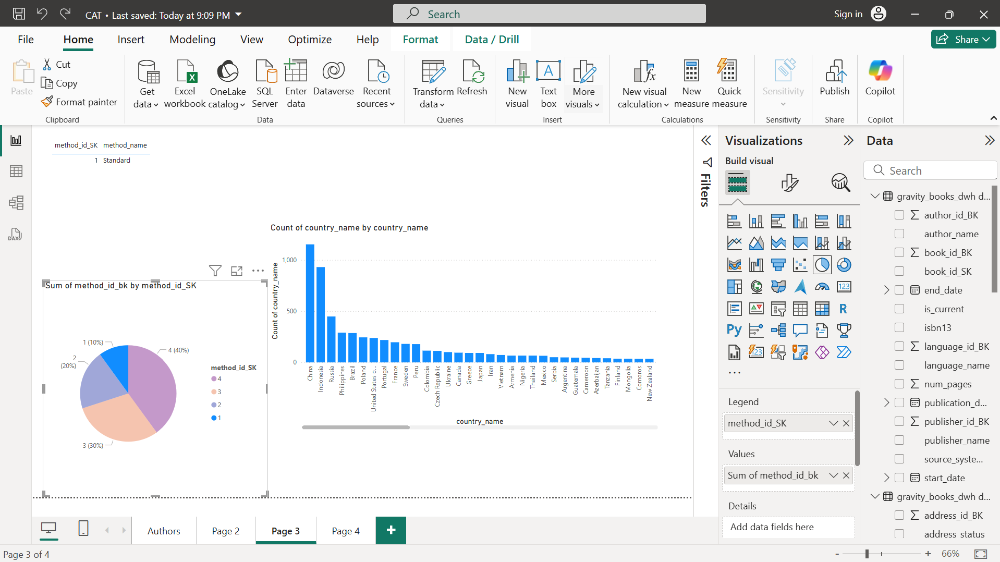 CAT • Last saved: Today at 9:09 PM
Search
Sign in
File
Home
Insert
Modeling
View
Optimize
Help
Format
Data / Drill
Share
Paste
Cut
Copy
Format painter
Clipboard
Get data
Excel workbook
OneLake catalog
SQL Server
Enter data
Dataverse
Recent sources
Data
Transform data
Refresh
Queries
New visual
Text box
More visuals
Insert
New visual calculation
New measure
Quick measure
Calculations
Sensitivity
Sensitivity
Publish
Share
Copilot
Copilot
method_id_SK method_name
1 Standard
Count of country_name by country_name
Count of country_name
1,000
500
0
China
Indonesia
Russia
Philippines
Brazil
Poland
United States o...
Portugal
France
Sweden
Peru
Colombia
Czech Republic
Ukraine
Canada
Greece
Japan
Iran
Vietnam
Armenia
Nigeria
Thailand
Mexico
Serbia
Argentina
Guatemala
Cameroon
Azerbaijan
Tanzania
Finland
Mongolia
Comoros
New Zealand
country_name
Sum of method_id_bk by method_id_SK
1 (10%)
4 (40%)
2
(20%)
3 (30%)
method_id_SK
4
3
2
1
Filters
Visualizations
Build visual
123
R
Py
123
...
Legend
method_id_SK
Values
Sum of method_id_bk
Details
Add data fields here
Data
Search
gravity_books_dwh d...
author_id_BK
author_name
book_id_BK
book_id_SK
end_date
is_current
isbn13
language_id_BK
language_name
num_pages
publication_d...
publisher_id_BK
publisher_name
source_syste...
start_date
gravity_books_dwh d...
address_id_BK
address status
DAX
Authors
Page 2
Page 3
Page 4
+
Page 3 of 4
- + 66%